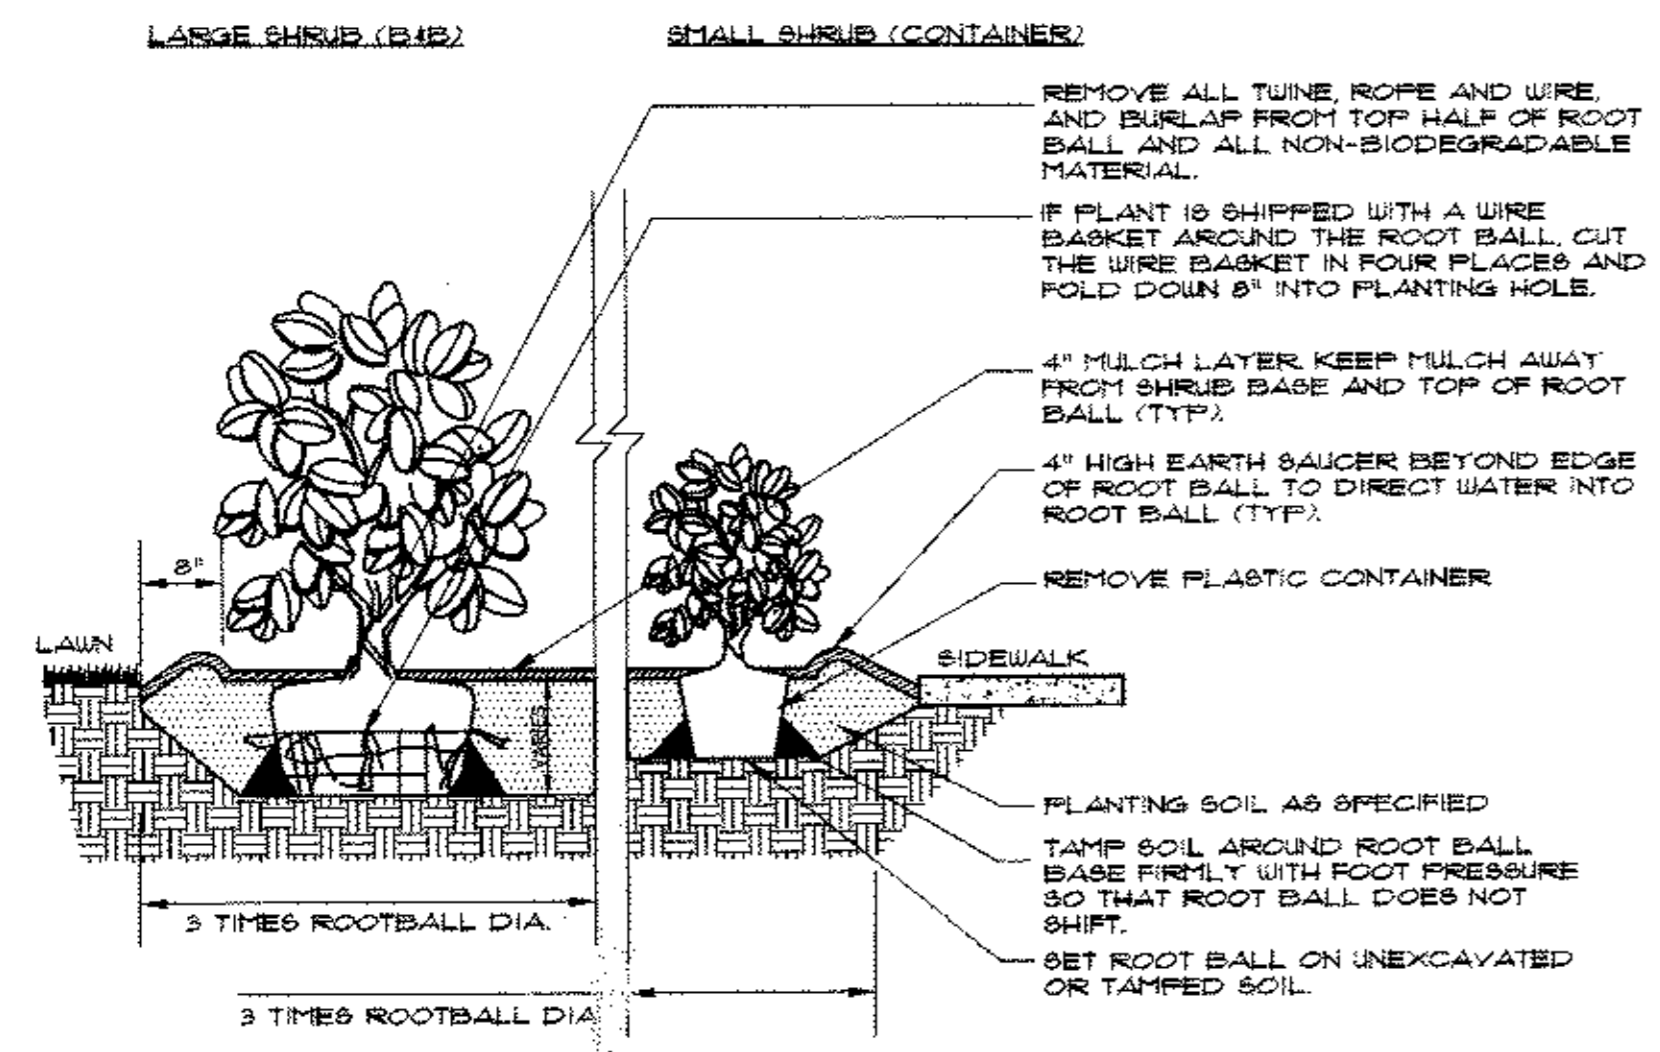 LARGE SHRUB (B&B)
SMALL SHRUB (CONTAINER)
REMOVE ALL TWINE, ROPE AND WIRE,
AND BURLAP FROM TOP HALF OF ROOT
BALL AND ALL NON-BIODEGRADABLE
MATERIAL.
IF PLANT IS SHIPPED WITH A WIRE
BASKET AROUND THE ROOT BALL, CUT
THE WIRE BASKET IN FOUR PLACES AND
FOLD DOWN 8" INTO PLANTING HOLE.
4" MULCH LAYER. KEEP MULCH AWAY
FROM SHRUB BASE AND TOP OF ROOT
BALL (TYP).
4" HIGH EARTH SAUCER BEYOND EDGE
OF ROOT BALL TO DIRECT WATER INTO
ROOT BALL (TYP).
8"
REMOVE PLASTIC CONTAINER
LAWN
SIDEWALK
VARIES
PLANTING SOIL AS SPECIFIED
TAMP SOIL AROUND ROOT BALL
BASE FIRMLY WITH FOOT PRESSURE
SO THAT ROOT BALL DOES NOT
SHIFT.
3 TIMES ROOTBALL DIA.
SET ROOT BALL ON UNEXCAVATED
OR TAMPED SOIL.
3 TIMES ROOTBALL DIA